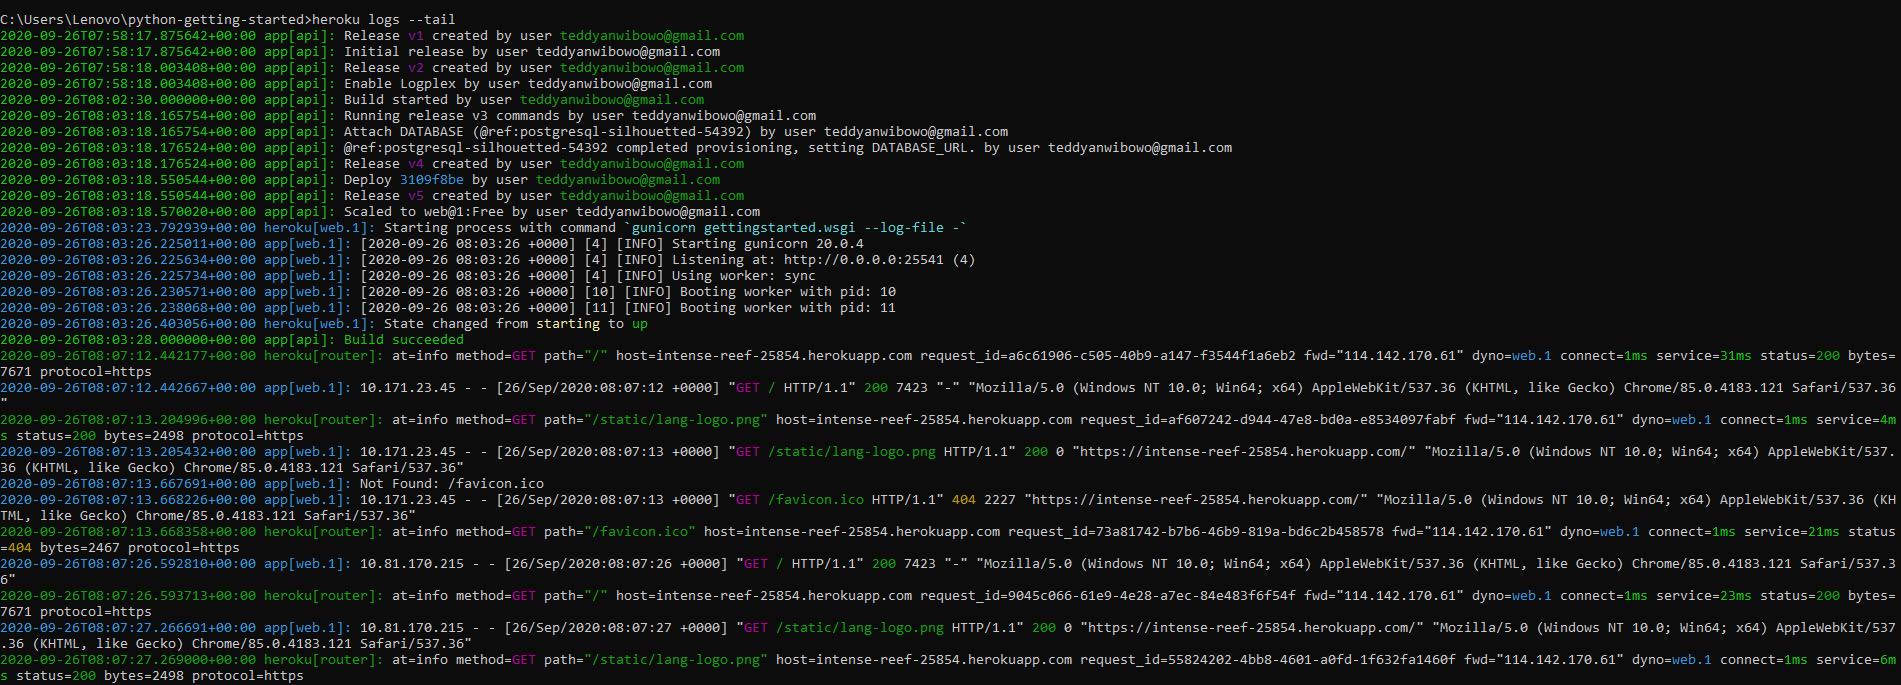 C:\Users\Lenovo\python-getting-started>heroku logs --tail
2020-09-26T07:58:17.875642+00:00 app[api]: Release v1 created by user teddyanwibowo@gmail.com
2020-09-26T07:58:17.875642+00:00 app[api]: Initial release by user teddyanwibowo@gmail.com
2020-09-26T07:58:18.003408+00:00 app[api]: Release v2 created by user teddyanwibowo@gmail.com
2020-09-26T07:58:18.003408+00:00 app[api]: Enable Logplex by user teddyanwibowo@gmail.com
2020-09-26T08:02:30.000000+00:00 app[api]: Build started by user teddyanwibowo@gmail.com
2020-09-26T08:03:18.165754+00:00 app[api]: Running release v3 commands by user teddyanwibowo@gmail.com
2020-09-26T08:03:18.165754+00:00 app[api]: Attach DATABASE (@ref:postgresql-silhouetted-54392) by user teddyanwibowo@gmail.com
2020-09-26T08:03:18.176524+00:00 app[api]: @ref:postgresql-silhouetted-54392 completed provisioning, setting DATABASE_URL. by user teddyanwibowo@gmail.com
2020-09-26T08:03:18.176524+00:00 app[api]: Release v4 created by user teddyanwibowo@gmail.com
2020-09-26T08:03:18.550544+00:00 app[api]: Deploy 3109f8be by user teddyanwibowo@gmail.com
2020-09-26T08:03:18.550544+00:00 app[api]: Release v5 created by user teddyanwibowo@gmail.com
2020-09-26T08:03:18.570020+00:00 app[api]: Scaled to web@1:Free by user teddyanwibowo@gmail.com
2020-09-26T08:03:23.792939+00:00 heroku[web.1]: Starting process with command `gunicorn gettingstarted.wsgi --log-file -`
2020-09-26T08:03:26.225011+00:00 app[web.1]: [2020-09-26 08:03:26 +0000] [4] [INFO] Starting gunicorn 20.0.4
2020-09-26T08:03:26.225634+00:00 app[web.1]: [2020-09-26 08:03:26 +0000] [4] [INFO] Listening at: http://0.0.0.0:25541 (4)
2020-09-26T08:03:26.225734+00:00 app[web.1]: [2020-09-26 08:03:26 +0000] [4] [INFO] Using worker: sync
2020-09-26T08:03:26.230571+00:00 app[web.1]: [2020-09-26 08:03:26 +0000] [10] [INFO] Booting worker with pid: 10
2020-09-26T08:03:26.238068+00:00 app[web.1]: [2020-09-26 08:03:26 +0000] [11] [INFO] Booting worker with pid: 11
2020-09-26T08:03:26.403056+00:00 heroku[web.1]: State changed from starting to up
2020-09-26T08:03:28.000000+00:00 app[api]: Build succeeded
2020-09-26T08:07:12.442177+00:00 heroku[router]: at=info method=GET path="/" host=intense-reef-25854.herokuapp.com request_id=a6c61906-c505-40b9-a147-f3544f1a6eb2 fwd="114.142.170.61" dyno=web.1 connect=1ms service=31ms status=200 bytes=
7671 protocol=https
2020-09-26T08:07:12.442667+00:00 app[web.1]: 10.171.23.45 - - [26/Sep/2020:08:07:12 +0000] "GET / HTTP/1.1" 200 7423 "-" "Mozilla/5.0 (Windows NT 10.0; Win64; x64) AppleWebKit/537.36 (KHTML, like Gecko) Chrome/85.0.4183.121 Safari/537.36
"
2020-09-26T08:07:13.204996+00:00 heroku[router]: at=info method=GET path="/static/lang-logo.png" host=intense-reef-25854.herokuapp.com request_id=af607242-d944-47e8-bd0a-e8534097fabf fwd="114.142.170.61" dyno=web.1 connect=1ms service=4m
s status=200 bytes=2498 protocol=https
2020-09-26T08:07:13.205432+00:00 app[web.1]: 10.171.23.45 - - [26/Sep/2020:08:07:13 +0000] "GET /static/lang-logo.png HTTP/1.1" 200 0 "https://intense-reef-25854.herokuapp.com/" "Mozilla/5.0 (Windows NT 10.0; Win64; x64) AppleWebKit/537.
36 (KHTML, like Gecko) Chrome/85.0.4183.121 Safari/537.36"
2020-09-26T08:07:13.667691+00:00 app[web.1]: Not Found: /favicon.ico
2020-09-26T08:07:13.668226+00:00 app[web.1]: 10.171.23.45 - - [26/Sep/2020:08:07:13 +0000] "GET /favicon.ico HTTP/1.1" 404 2227 "https://intense-reef-25854.herokuapp.com/" "Mozilla/5.0 (Windows NT 10.0; Win64; x64) AppleWebKit/537.36 (KH
TML, like Gecko) Chrome/85.0.4183.121 Safari/537.36"
2020-09-26T08:07:13.668358+00:00 heroku[router]: at=info method=GET path="/favicon.ico" host=intense-reef-25854.herokuapp.com request_id=73a81742-b7b6-46b9-819a-bd6c2b458578 fwd="114.142.170.61" dyno=web.1 connect=1ms service=21ms status
=404 bytes=2467 protocol=https
2020-09-26T08:07:26.592810+00:00 app[web.1]: 10.81.170.215 - - [26/Sep/2020:08:07:26 +0000] "GET / HTTP/1.1" 200 7423 "-" "Mozilla/5.0 (Windows NT 10.0; Win64; x64) AppleWebKit/537.36 (KHTML, like Gecko) Chrome/85.0.4183.121 Safari/537.3
6"
2020-09-26T08:07:26.593713+00:00 heroku[router]: at=info method=GET path="/" host=intense-reef-25854.herokuapp.com request_id=9045c066-61e9-4e28-a7ec-84e483f6f54f fwd="114.142.170.61" dyno=web.1 connect=1ms service=23ms status=200 bytes=
7671 protocol=https
2020-09-26T08:07:27.266691+00:00 app[web.1]: 10.81.170.215 - - [26/Sep/2020:08:07:27 +0000] "GET /static/lang-logo.png HTTP/1.1" 200 0 "https://intense-reef-25854.herokuapp.com/" "Mozilla/5.0 (Windows NT 10.0; Win64; x64) AppleWebKit/537
.36 (KHTML, like Gecko) Chrome/85.0.4183.121 Safari/537.36"
2020-09-26T08:07:27.269000+00:00 heroku[router]: at=info method=GET path="/static/lang-logo.png" host=intense-reef-25854.herokuapp.com request_id=55824202-4bb8-4601-a0fd-1f632fa1460f fwd="114.142.170.61" dyno=web.1 connect=1ms service=6m
s status=200 bytes=2498 protocol=https